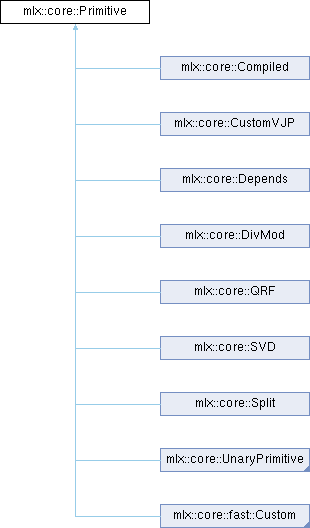 mlx::core::Primitive
mlx::core::Compiled
mlx::core::CustomVJP
mlx::core::Depends
mlx::core::DivMod
mlx::core::QRF
mlx::core::SVD
mlx::core::Split
mlx::core::UnaryPrimitive
mlx::core::fast::Custom